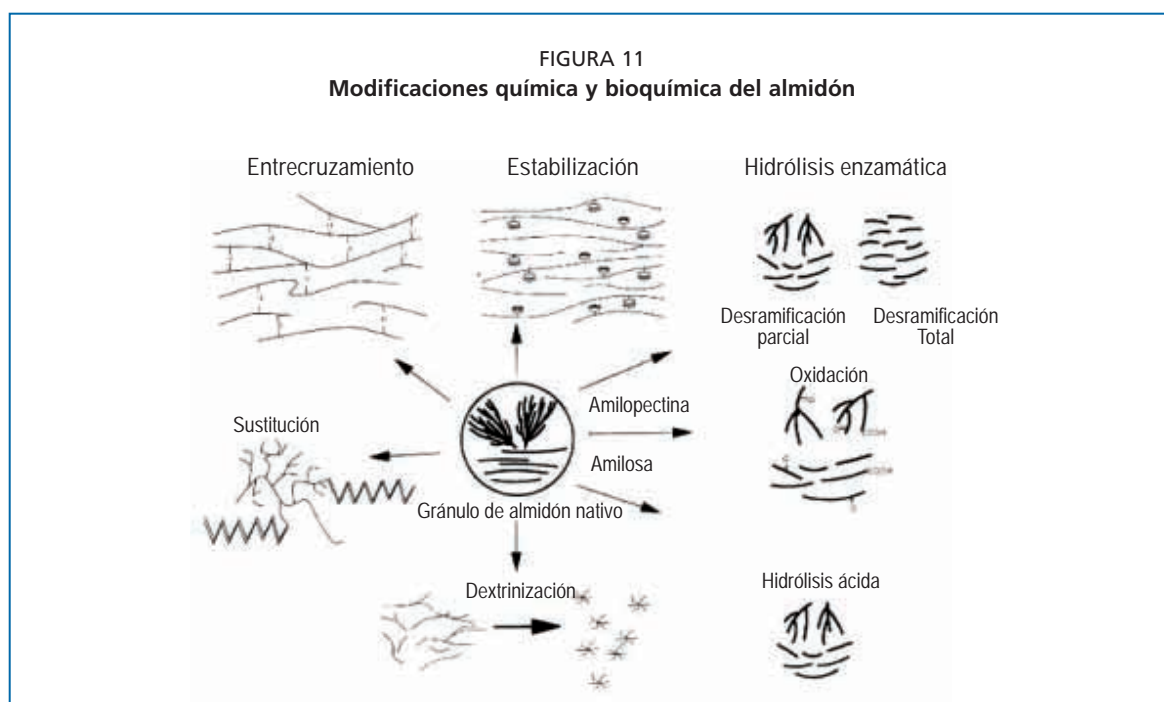 FIGURA 11
Modificaciones química y bioquímica del almidón
Entrecruzamiento
Estabilización
Hidrólisis enzamática
Desramificación
parcial
Desramificación
Total
Oxidación
Amilopectina
Sustitución
Amilosa
Gránulo de almidón nativo
Dextrinización
Hidrólisis ácida